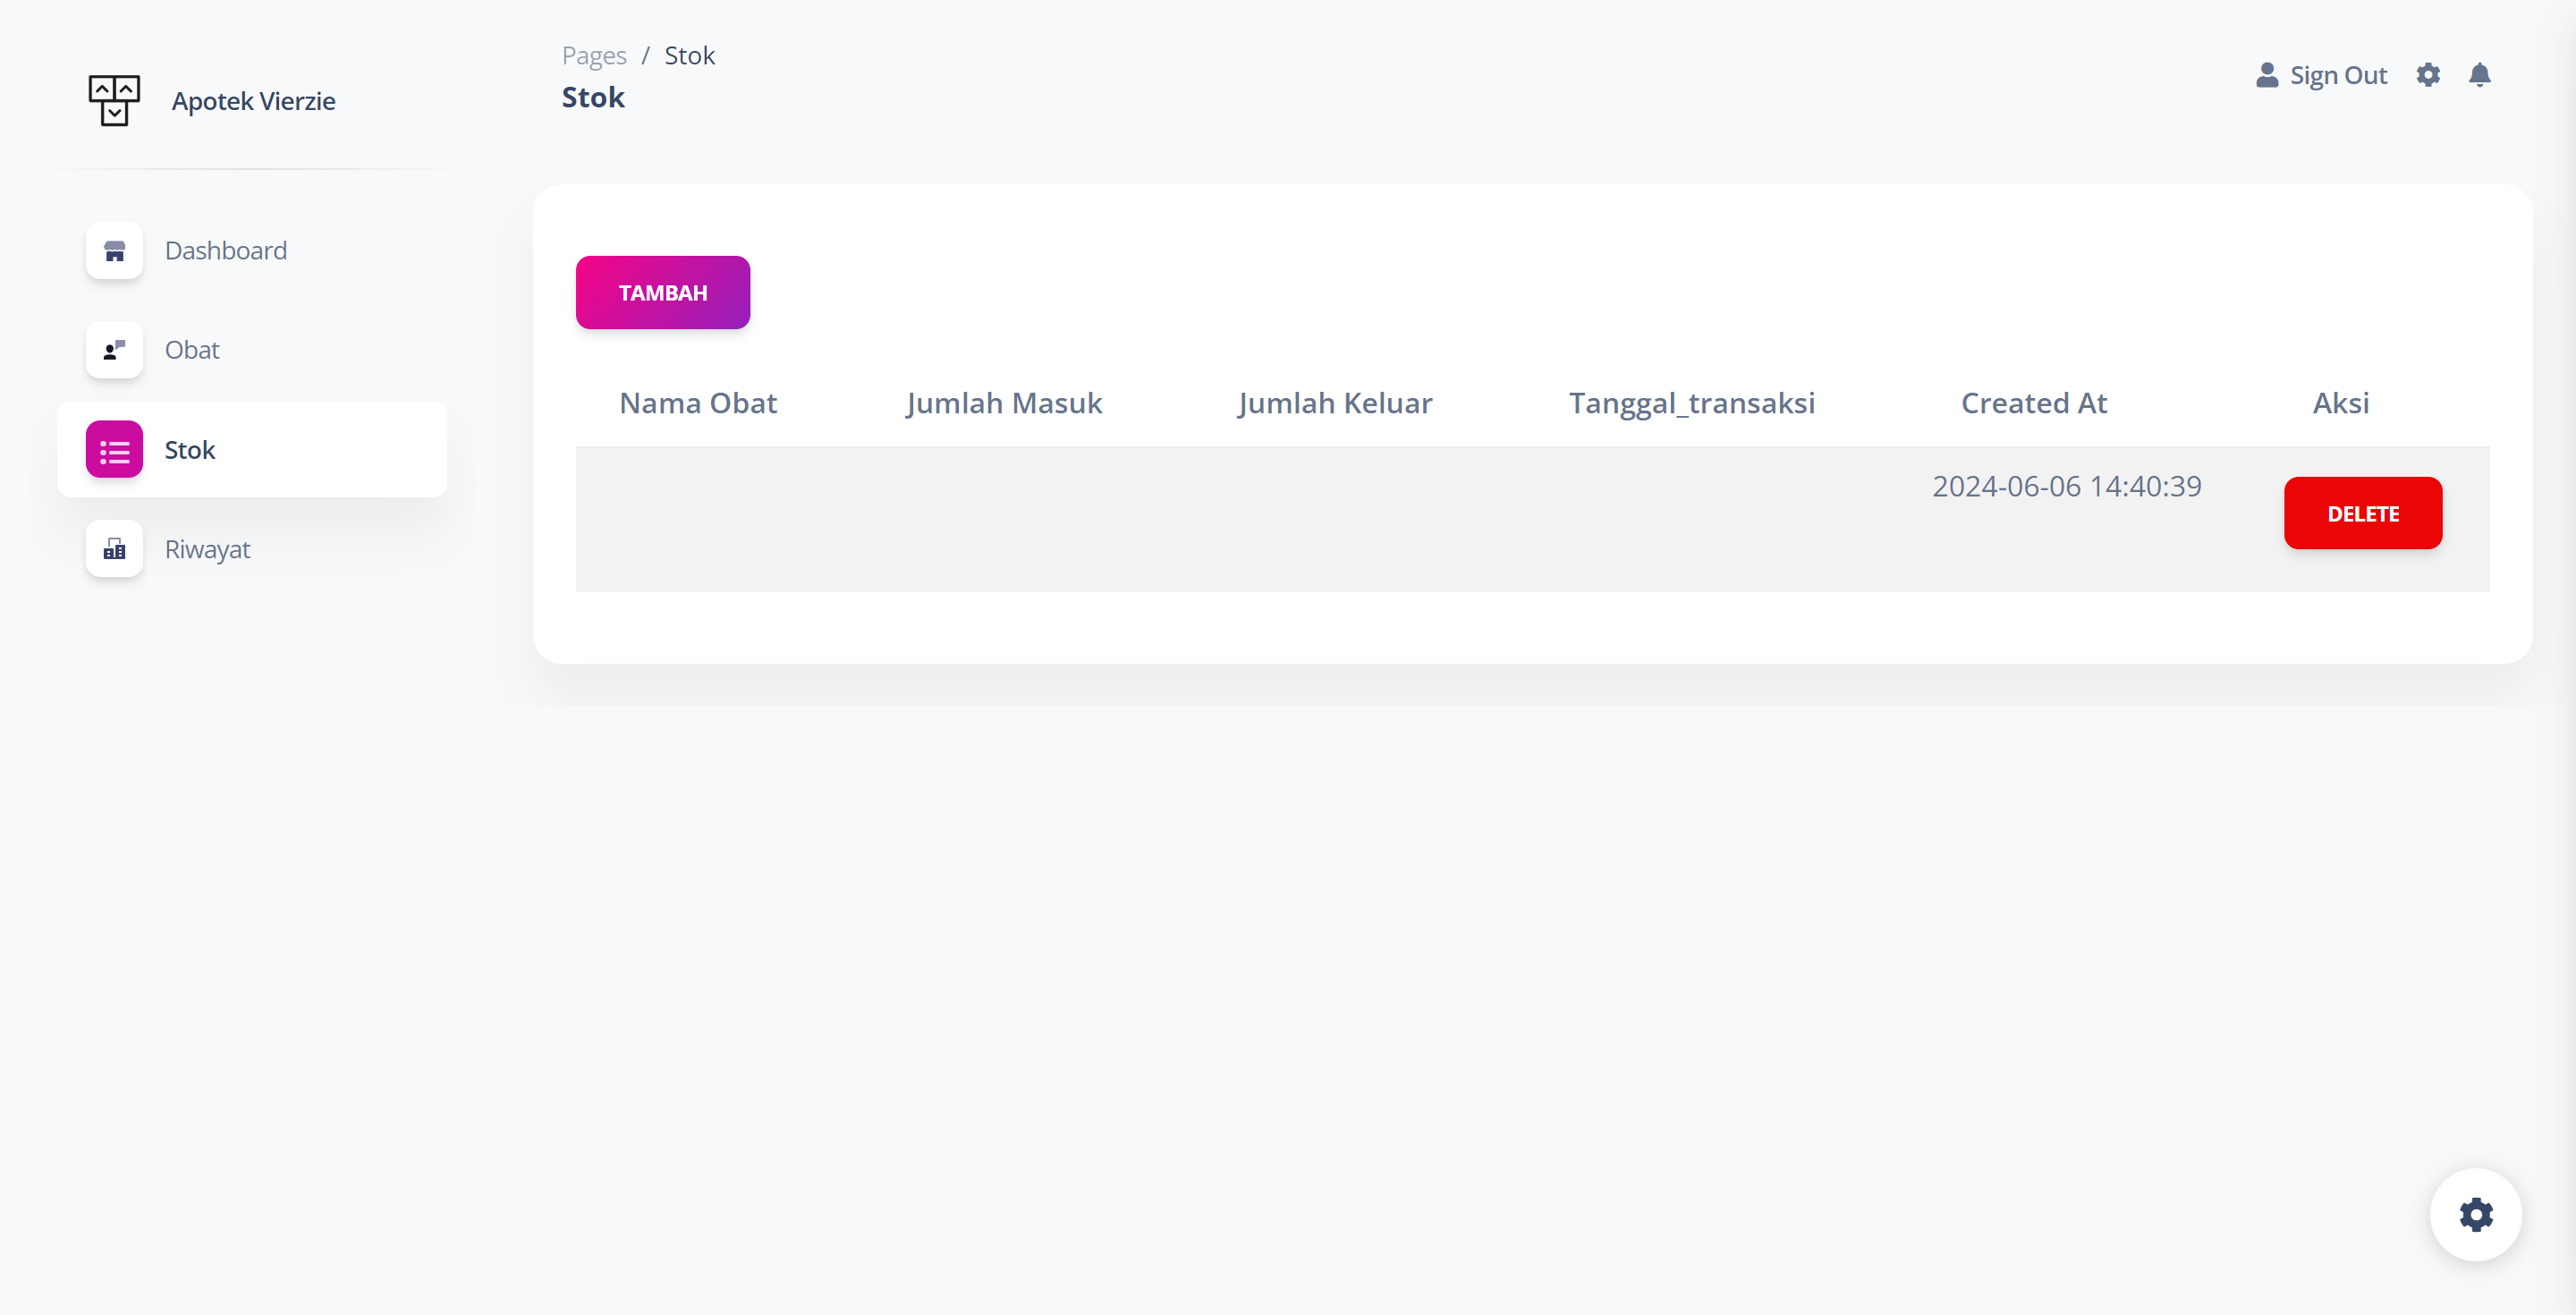 Apotek Vierzie
Dashboard
Obat
Stok
Riwayat
Pages / Stok
Stok
Sign Out
TAMBAH
Nama Obat Jumlah Masuk Jumlah Keluar Tanggal_transaksi Created At Aksi
2024-06-06 14:40:39 DELETE